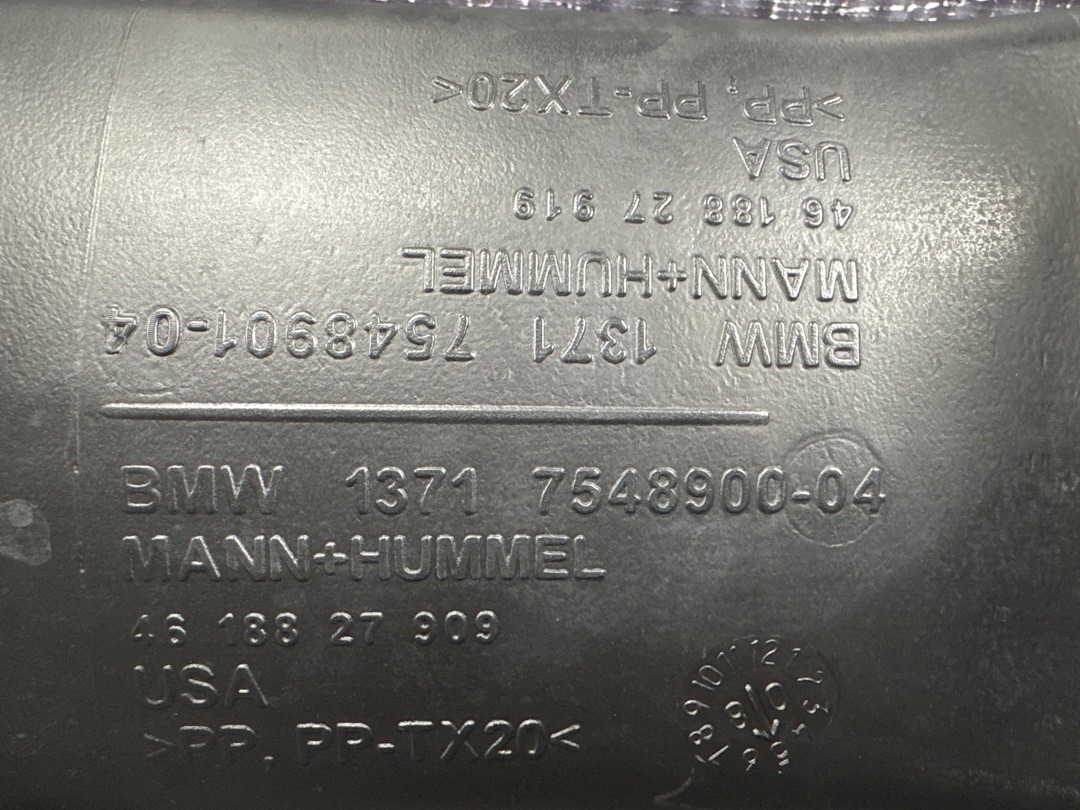 >PP, PP-TX20<
USA
46 188 27 919
MANN+HUMMEL
BMW 1371 7548901-04
BMW 1371 7548900-04
MANN+HUMMEL
46 188 27 909
USA
>PP, PP-TX20<